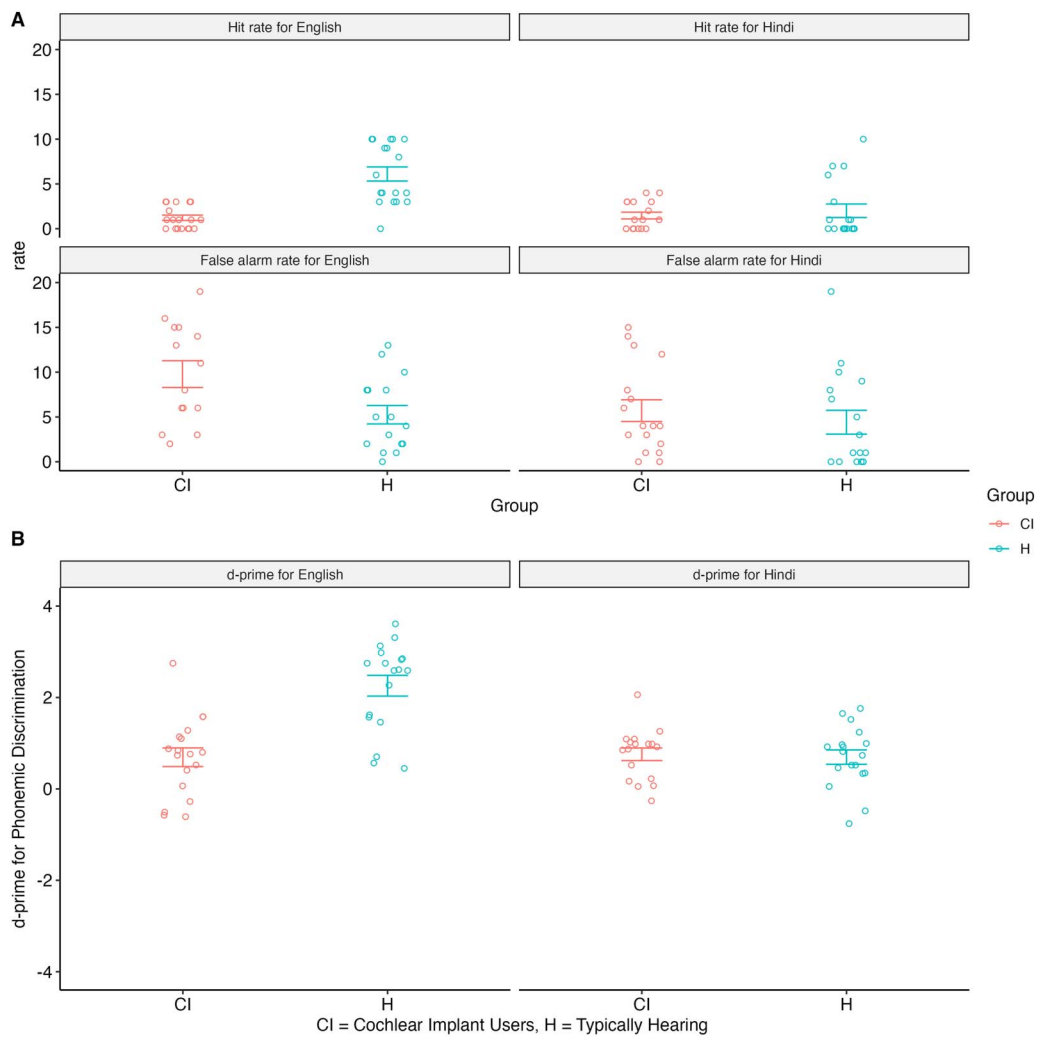 A
Hit rate for English
Hit rate for Hindi
20
15
10
5
0
rate
False alarm rate for English
False alarm rate for Hindi
20
15
10
5
0
CI
H
CI
H
Group
Group
CI
H
B
d-prime for English
d-prime for Hindi
4
2
0
-2
-4
d-prime for Phonemic Discrimination
CI
H
CI
H
CI = Cochlear Implant Users, H = Typically Hearing